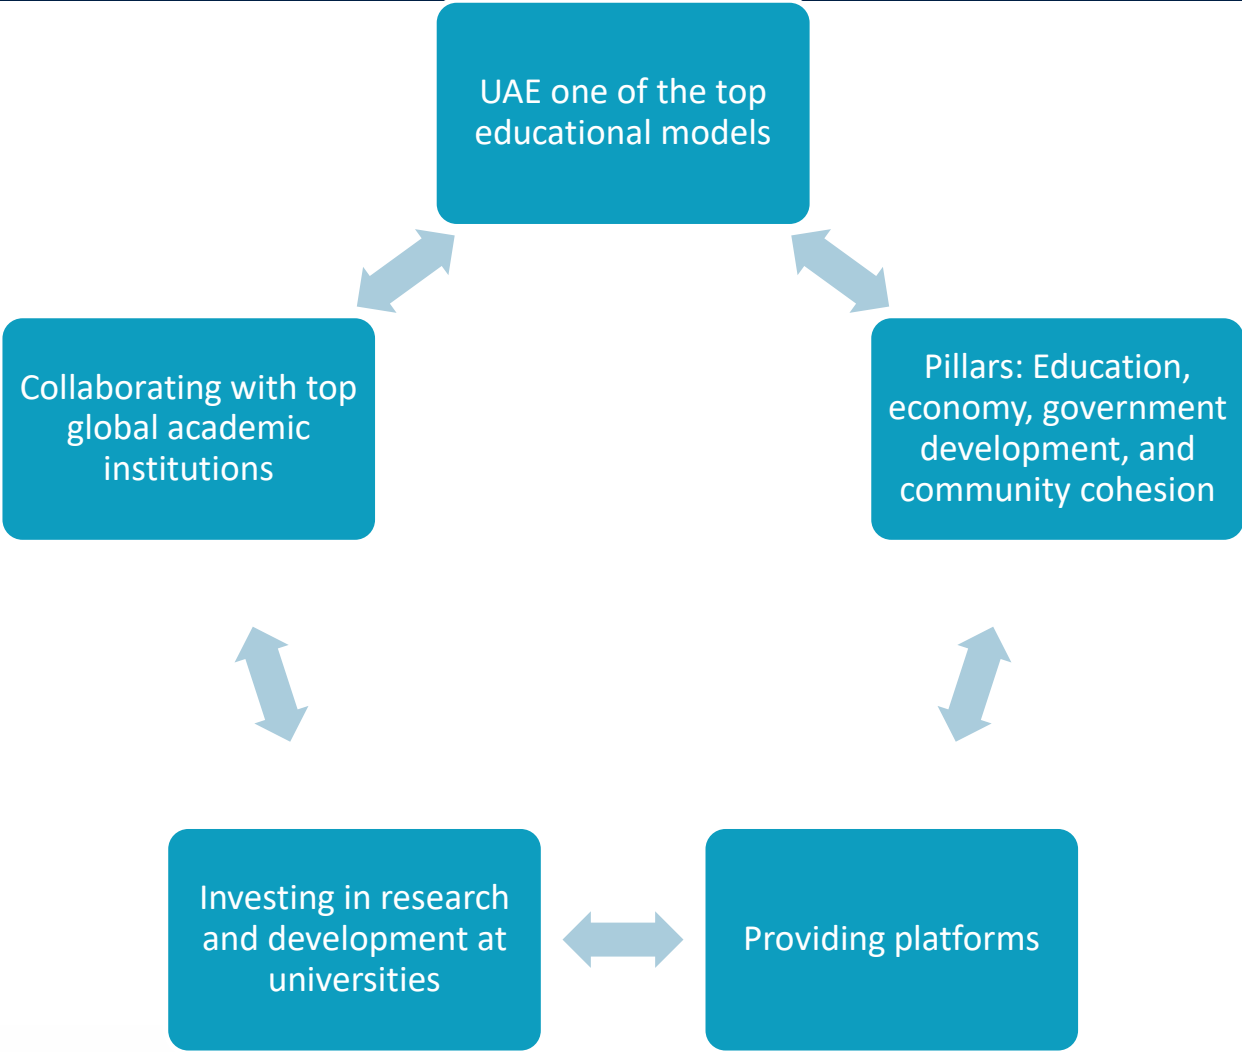 UAE one of the top
educational models
Collaborating with top
global academic
institutions
Pillars: Education,
economy, government
development, and
community cohesion
Investing in research
and development at
universities
Providing platforms